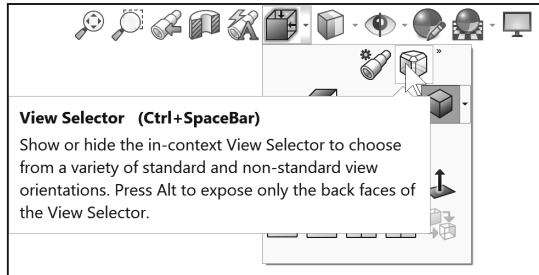 »
View Selector (Ctrl+SpaceBar)
Show or hide the in-context View Selector to choose
from a variety of standard and non-standard view
orientations. Press Alt to expose only the back faces of
the View Selector.